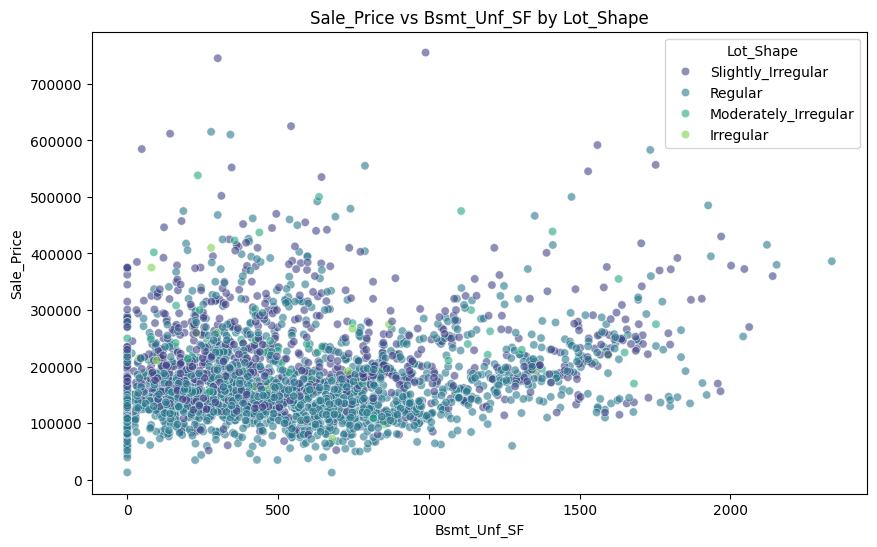 Sale_Price vs Bsmt_Unf_SF by Lot_Shape
Lot_Shape
Slightly_Irregular
Regular
Moderately_Irregular
Irregular
Sale_Price
700000
600000
500000
400000
300000
200000
100000
0
0 500 1000 1500 2000
Bsmt_Unf_SF